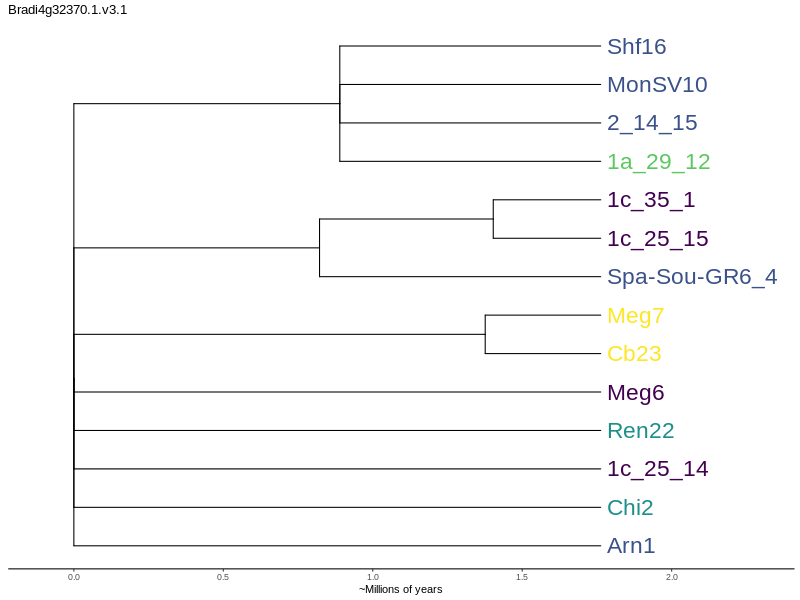 Bradi4g32370.1.v3.1
Shf16
MonSV10
2_14_15
1a_29_12
1c_35_1
1c_25_15
Spa-Sou-GR6_4
Meg7
Cb23
Meg6
Ren22
1c_25_14
Chi2
Arn1
0.0 0.5 1.0 1.5 2.0
~Millions of years